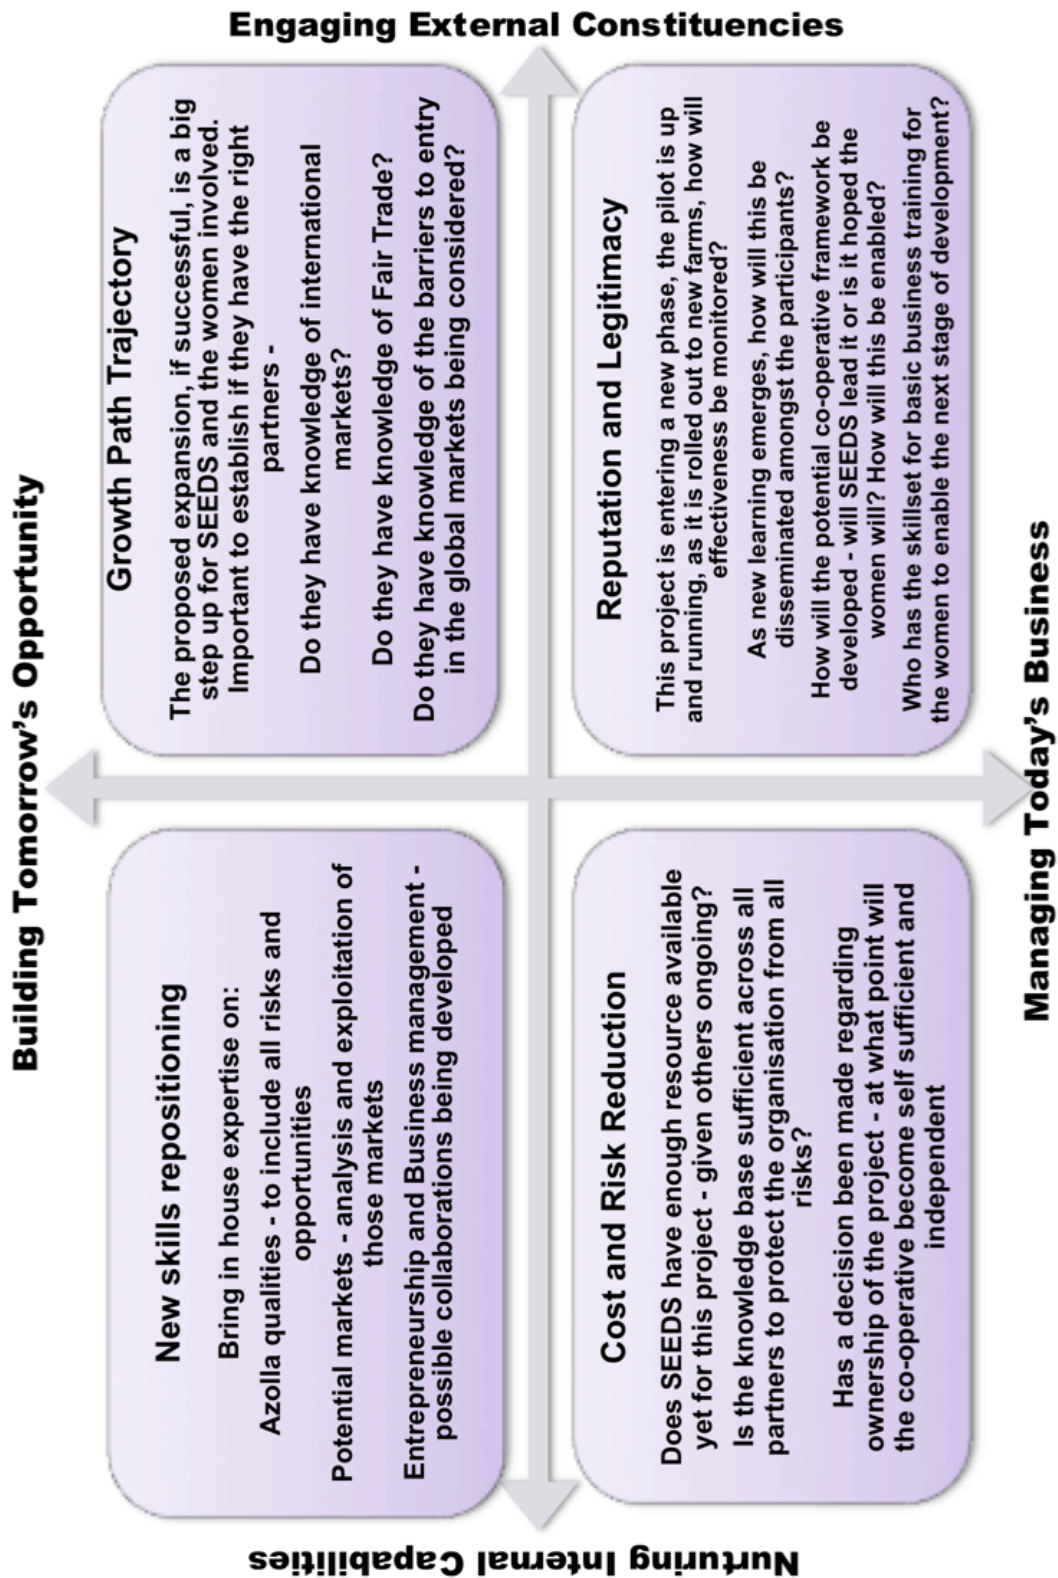 Building Tomorrow's Opportunity
New skills repositioning
Bring in house expertise on:
Azolla qualities - to include all risks and
opportunities
Potential markets - analysis and exploitation of
those markets
Entrepreneurship and Business management -
possible collaborations being developed
Growth Path Trajectory
The proposed expansion, if successful, is a big
step up for SEEDS and the women involved.
Important to establish if they have the right
partners -
Do they have knowledge of international
markets?
Do they have knowledge of Fair Trade?
Do they have knowledge of the barriers to entry
in the global markets being considered?
Nurturing Internal Capabilities
Engaging External Constituencies
Cost and Risk Reduction
Does SEEDS have enough resource available
yet for this project - given others ongoing?
Is the knowledge base sufficient across all
partners to protect the organisation from all
risks?
Has a decision been made regarding
ownership of the project - at what point will
the co-operative become self sufficient and
independent
Reputation and Legitimacy
This project is entering a new phase, the pilot is up
and running, as it is rolled out to new farms, how will
effectiveness be monitored?
As new learning emerges, how will this be
disseminated amongst the participants?
How will the potential co-operative framework be
developed - will SEEDS lead it or is it hoped the
women will? How will this be enabled?
Who has the skillset for basic business training for
the women to enable the next stage of development?
Managing Today's Business